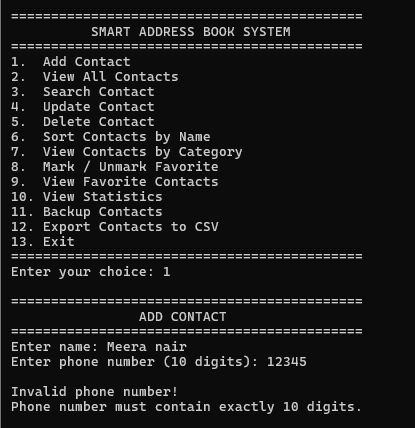 ============================================
SMART ADDRESS BOOK SYSTEM
============================================
1. Add Contact
2. View All Contacts
3. Search Contact
4. Update Contact
5. Delete Contact
6. Sort Contacts by Name
7. View Contacts by Category
8. Mark / Unmark Favorite
9. View Favorite Contacts
10. View Statistics
11. Backup Contacts
12. Export Contacts to CSV
13. Exit
============================================
Enter your choice: 1
============================================
ADD CONTACT
============================================
Enter name: Meera nair
Enter phone number (10 digits): 12345
Invalid phone number!
Phone number must contain exactly 10 digits.